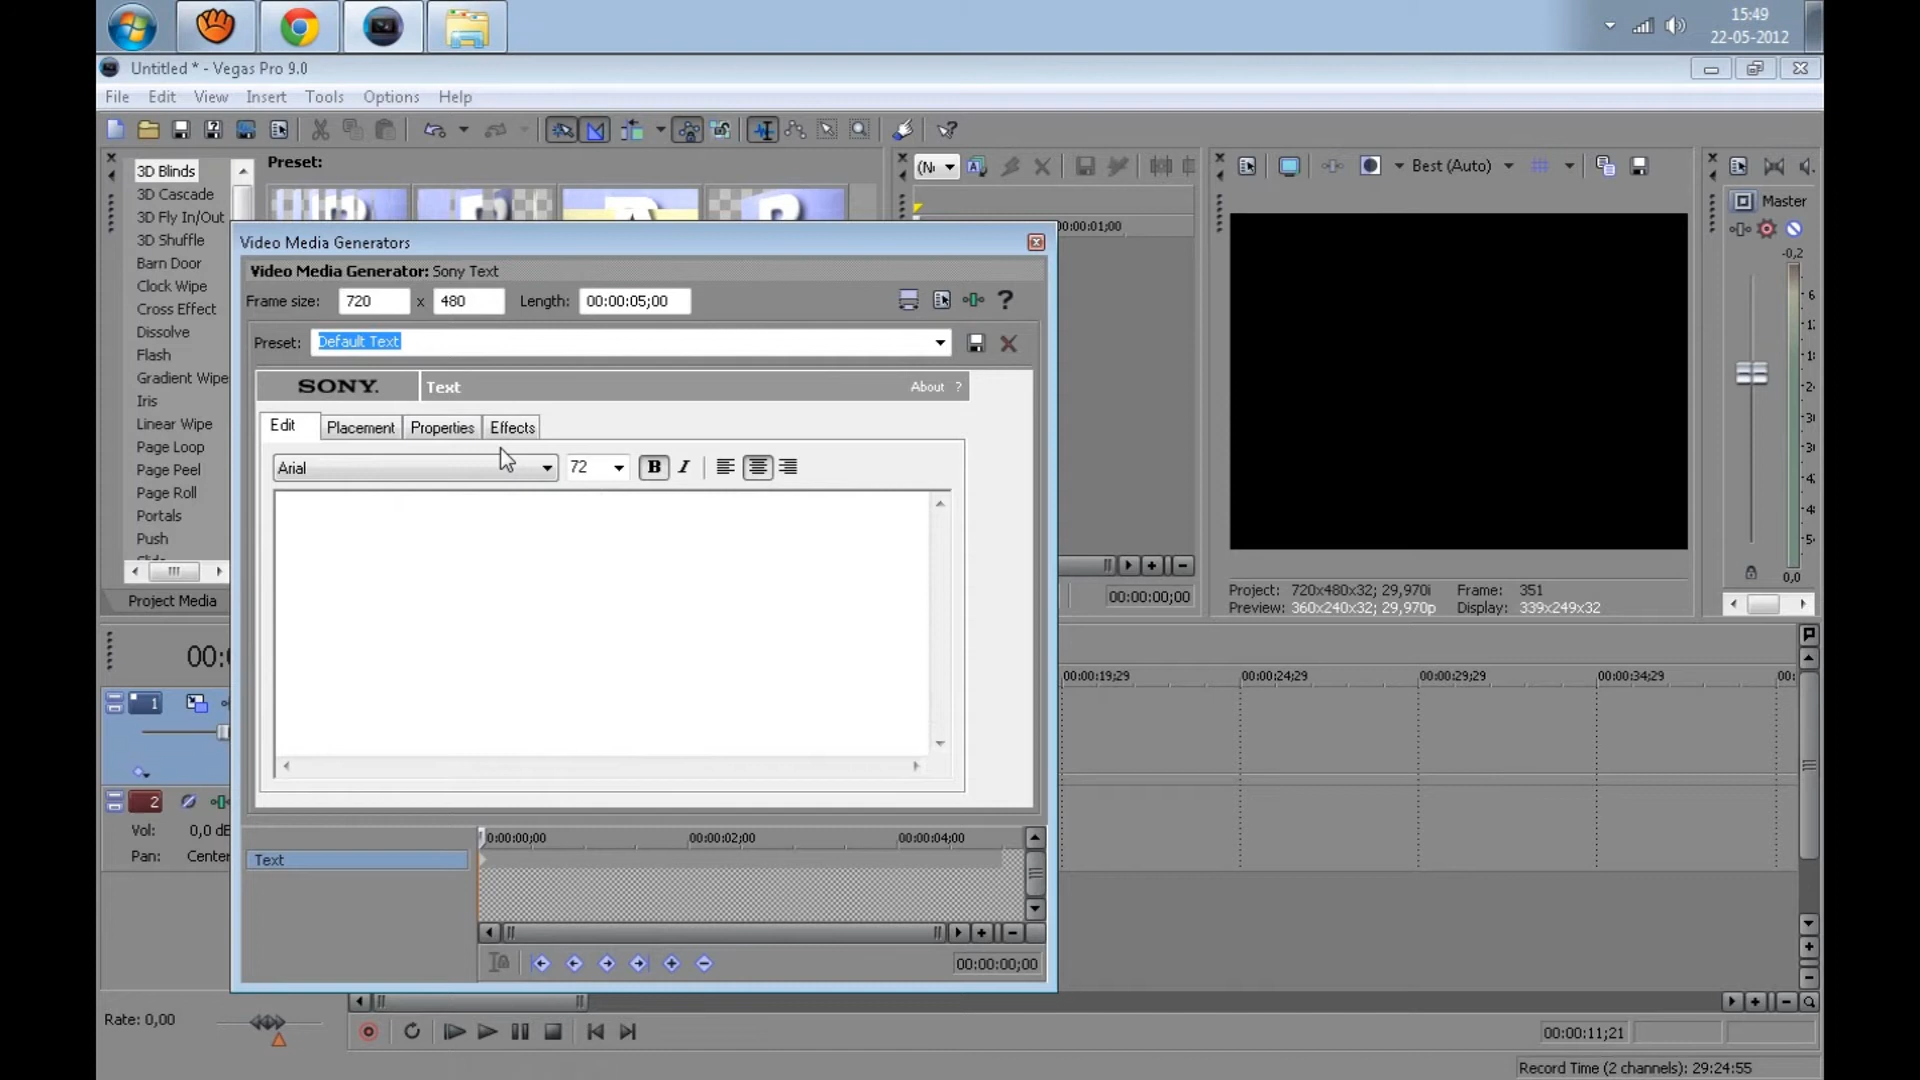 15:49
22-05-2012
Untitled * - Vegas Pro 9.0
File Edit View Insert Tools Options Help
Preset:
3D Blinds
3D Cascade
3D Fly In/Out
3D Shuffle
Barn Door
Clock Wipe
Cross Effect
Dissolve
Flash
Gradient Wipe
Iris
Linear Wipe
Page Loop
Page Peel
Page Roll
Portals
Push
Project Media
Best (Auto)
Master
-0,2
0,0
00:00:01;00
00:00:00;00
Project: 720x480x32; 29,970i Frame: 351
Preview: 360x240x32; 29,970p Display: 339x249x32
Video Media Generators
Video Media Generator: Sony Text
Frame size: 720 x 480 Length: 00:00:05;00
Preset: Default Text
SONY. Text About ?
Edit Placement Properties Effects
Arial 72 B I
0:00:00;00 00:00:02;00 00:00:04;00
Text
00:00:00;00
1
2
Vol: 0,0 dB
Pan: Center
00:00:19;29 00:00:24;29 00:00:29;29 00:00:34;29
Rate: 0,00
00:00:11;21
Record Time (2 channels): 29:24:55